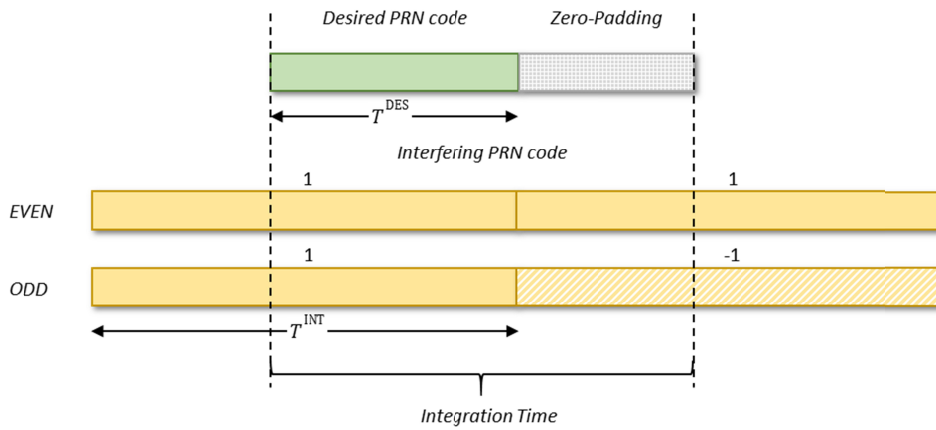 Desired PRN code Zero-Padding
T^DES
Interfering PRN code
1 1
EVEN
1 -1
ODD
T^INT
Integration Time